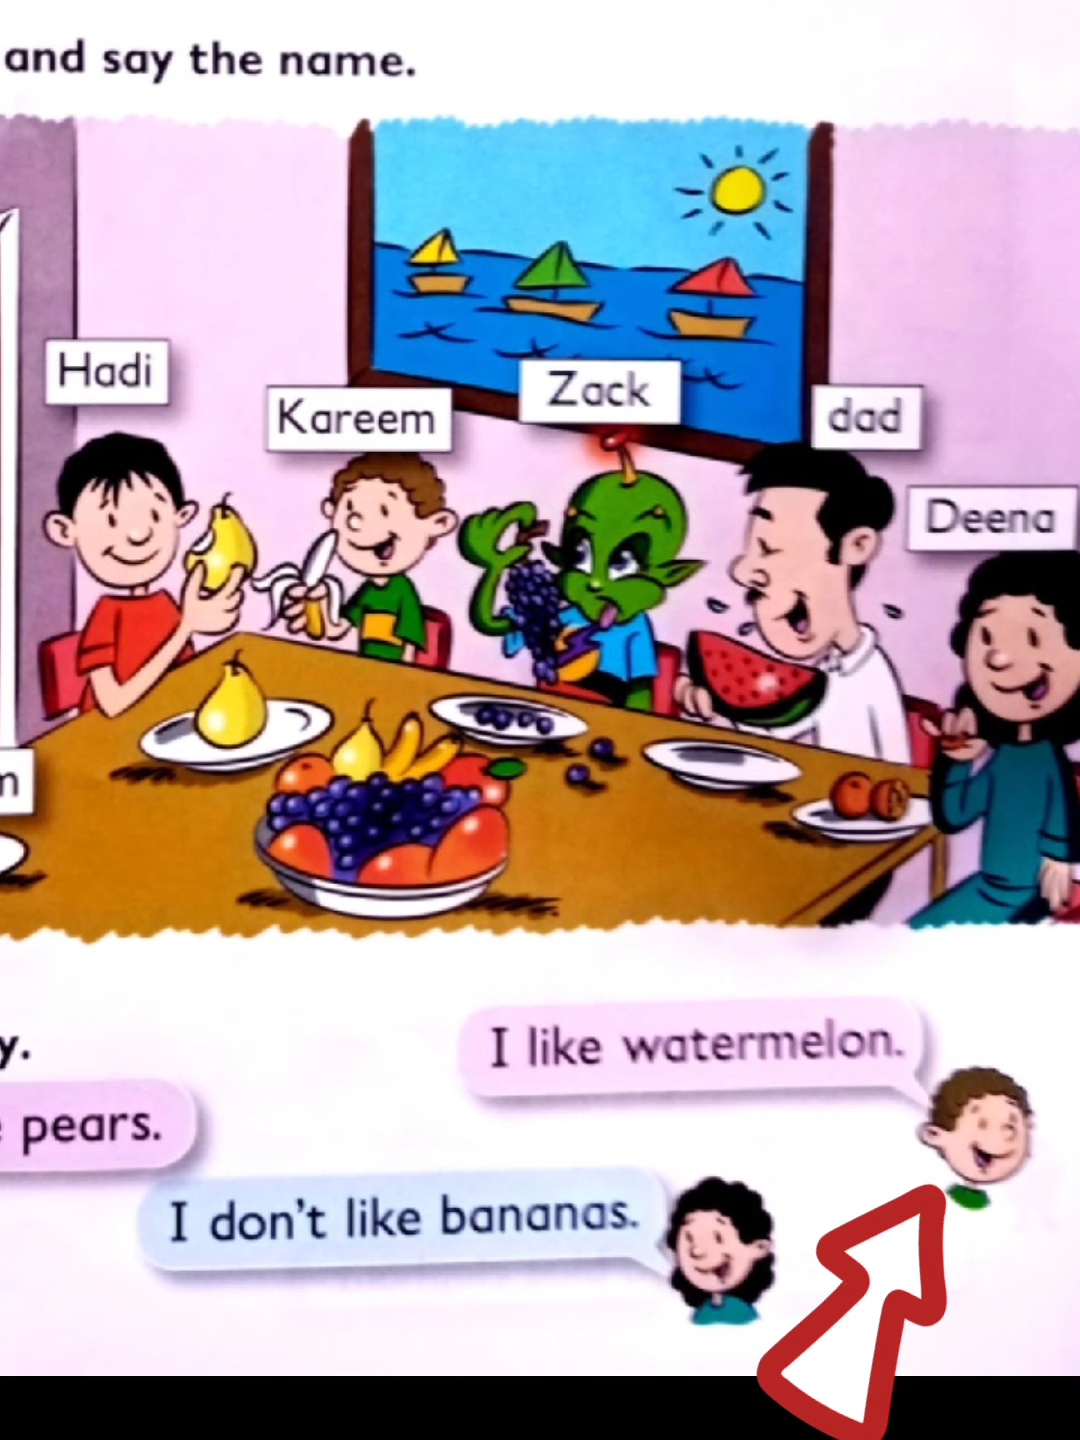 and say the name.
Hadi
Kareem
Zack
dad
Deena
m
y.
I like watermelon.
e pears.
I don't like bananas.